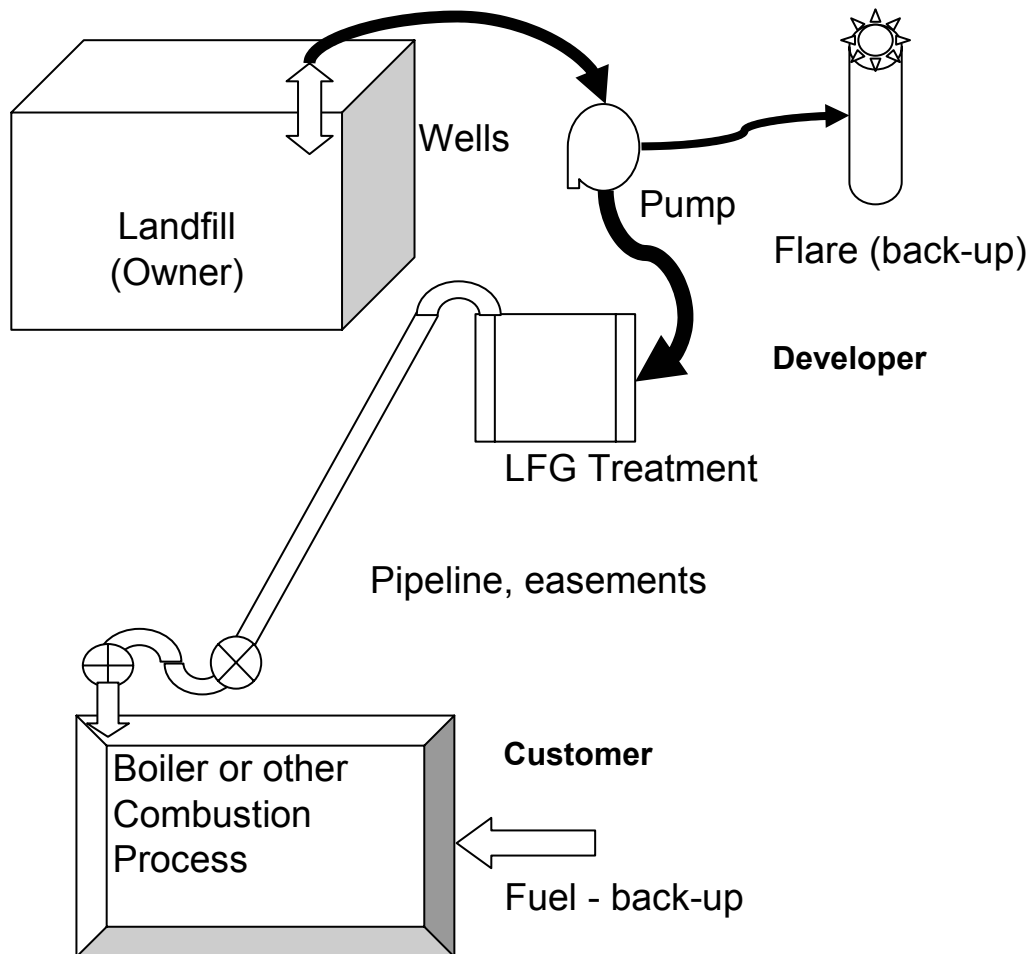 Wells
Landfill
(Owner)
Pump
Flare (back-up)
Developer
LFG Treatment
Pipeline, easements
Customer
Boiler or other
Combustion
Process
Fuel - back-up